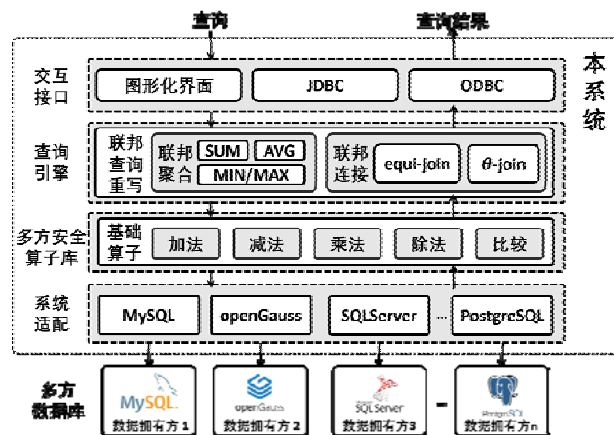 查询
查询结果
本系统
交互接口
图形化界面
JDBC
ODBC
查询引擎
联邦查询重写
联邦聚合
SUM
AVG
MIN/MAX
联邦连接
equi-join
θ-join
多方安全算子库
基础算子
加法
减法
乘法
除法
比较
系统适配
MySQL
openGauss
SQLServer
...
PostgreSQL
多方数据库
MySQL
数据拥有方 1
openGauss
数据拥有方 2
SQLServer
数据拥有方3
PostgreSQL
数据拥有方n